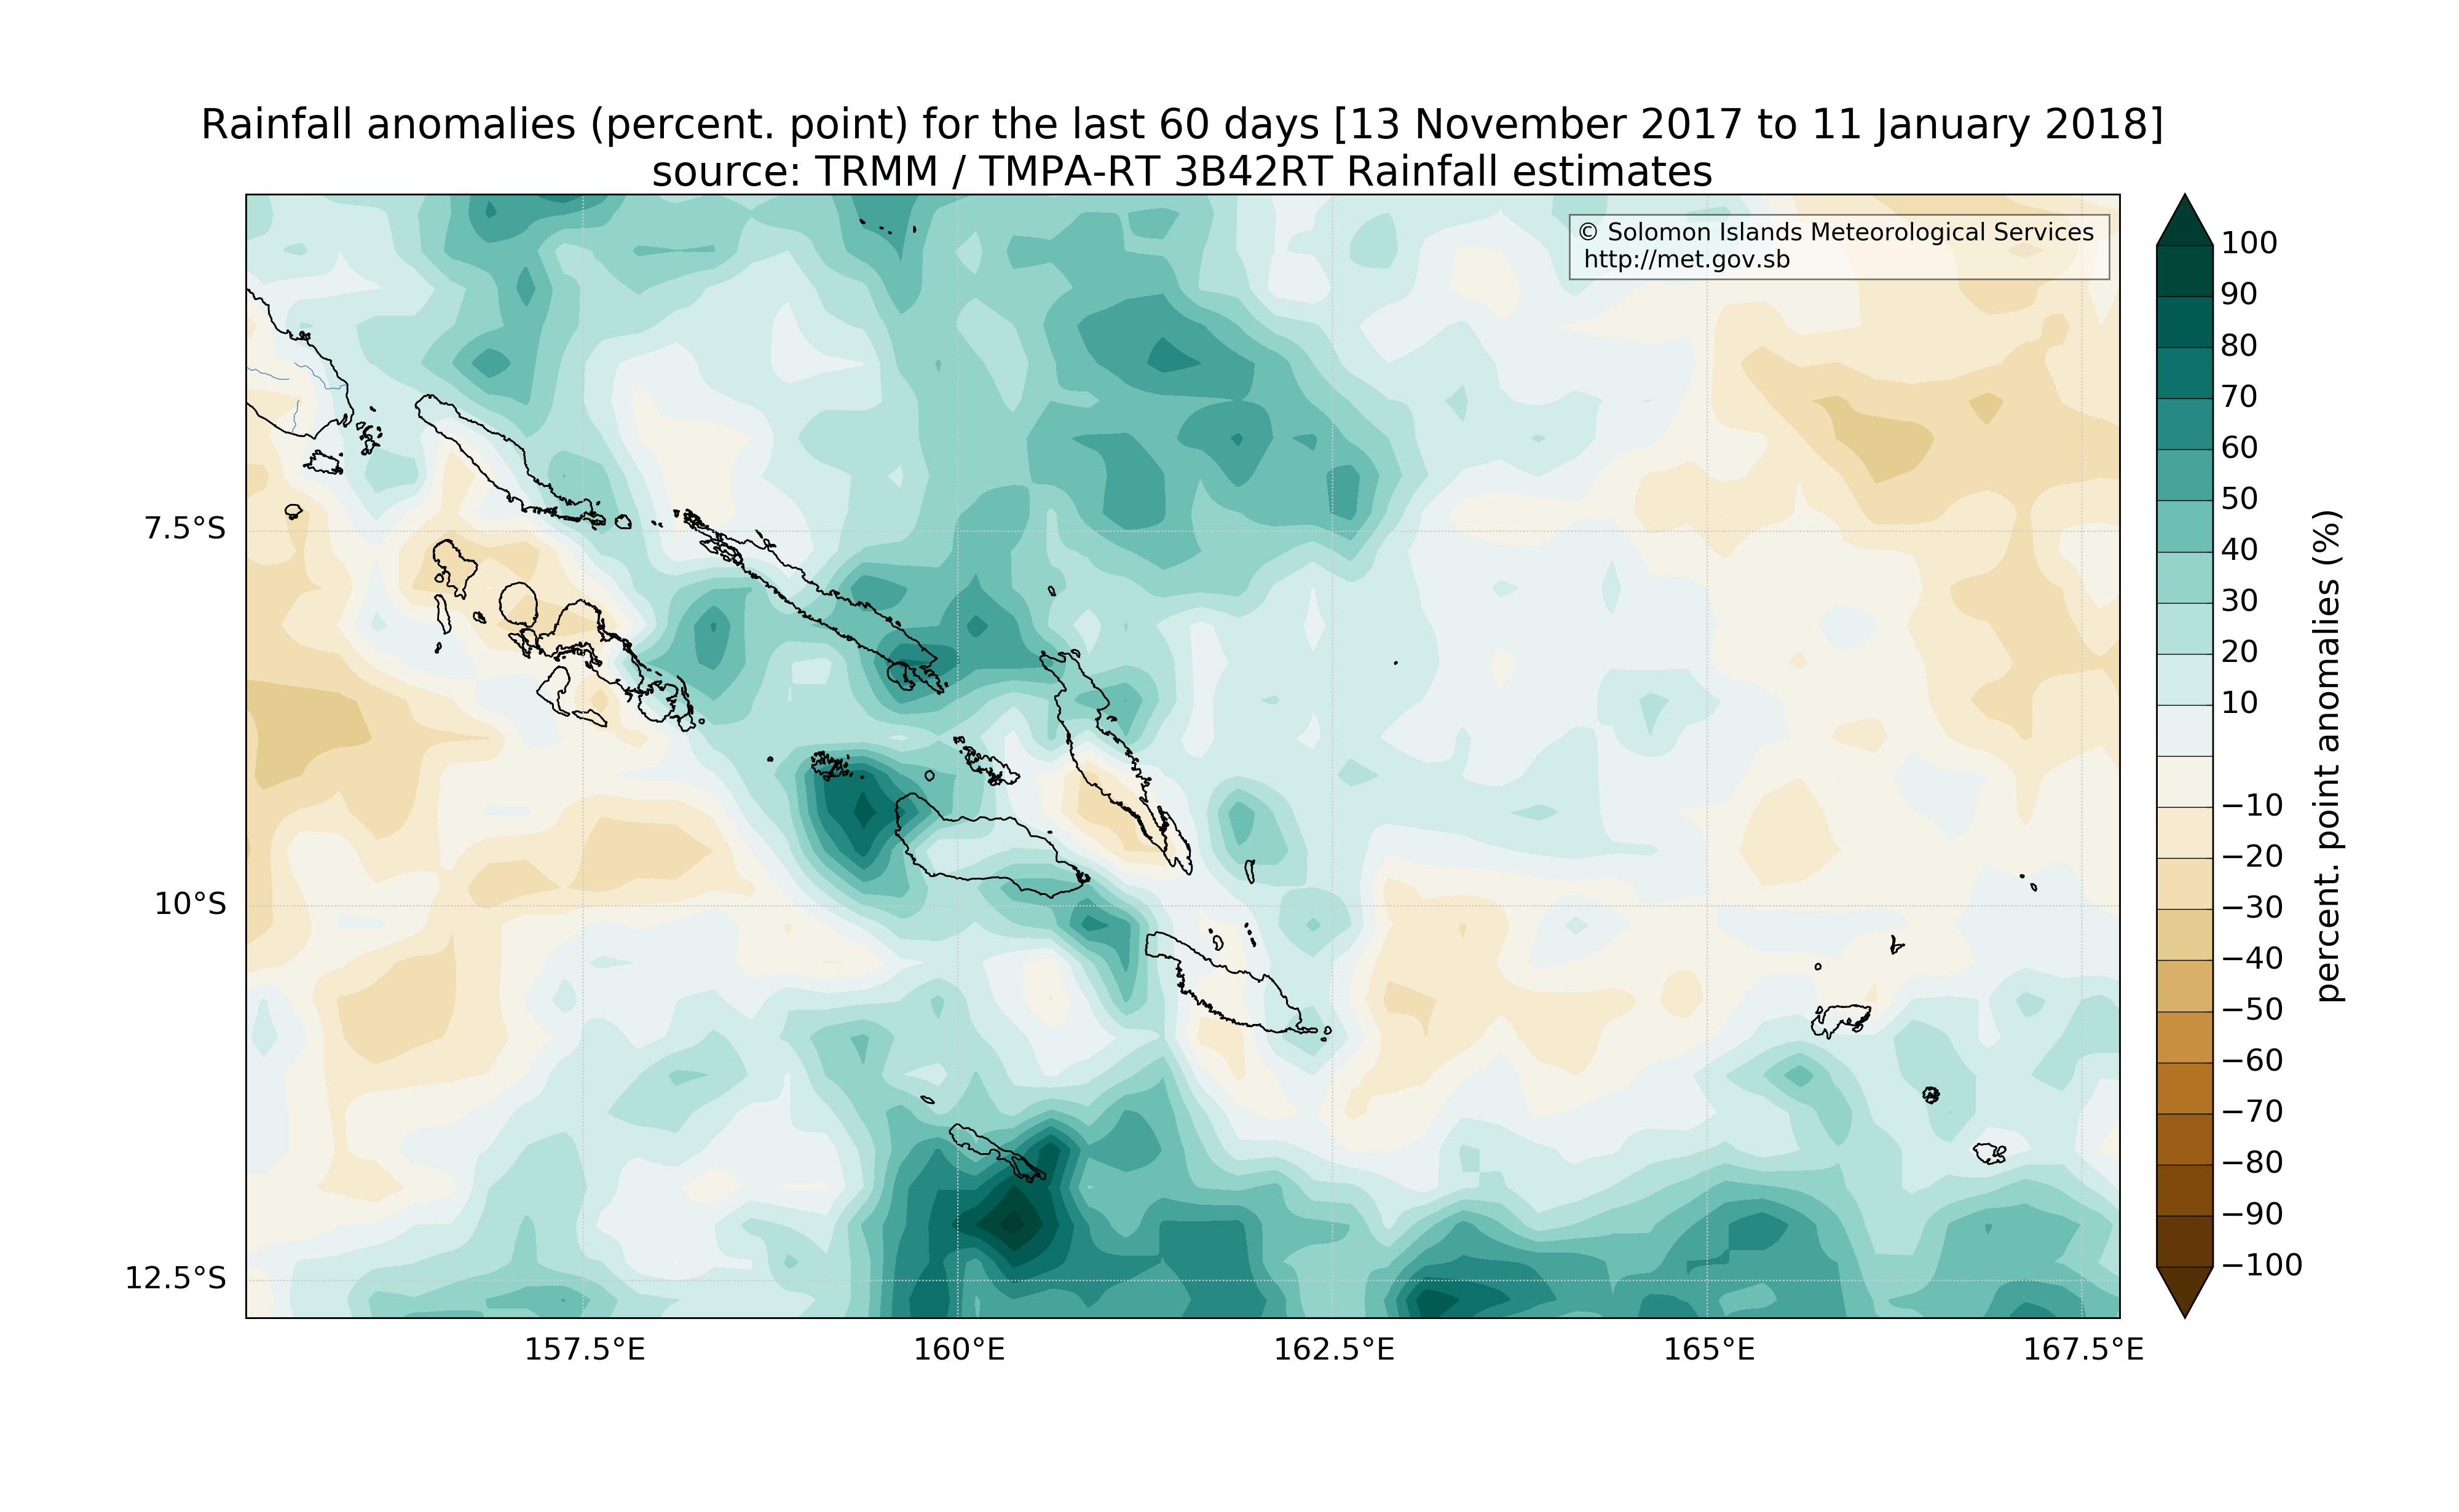 Rainfall anomalies (percent. point) for the last 60 days [13 November 2017 to 11 January 2018]
source: TRMM / TMPA-RT 3B42RT Rainfall estimates
© Solomon Islands Meteorological Services
http://met.gov.sb
7.5°S
10°S
12.5°S
157.5°E
160°E
162.5°E
165°E
167.5°E
100
90
80
70
60
50
40
30
20
10
−10
−20
−30
−40
−50
−60
−70
−80
−90
−100
percent. point anomalies (%)